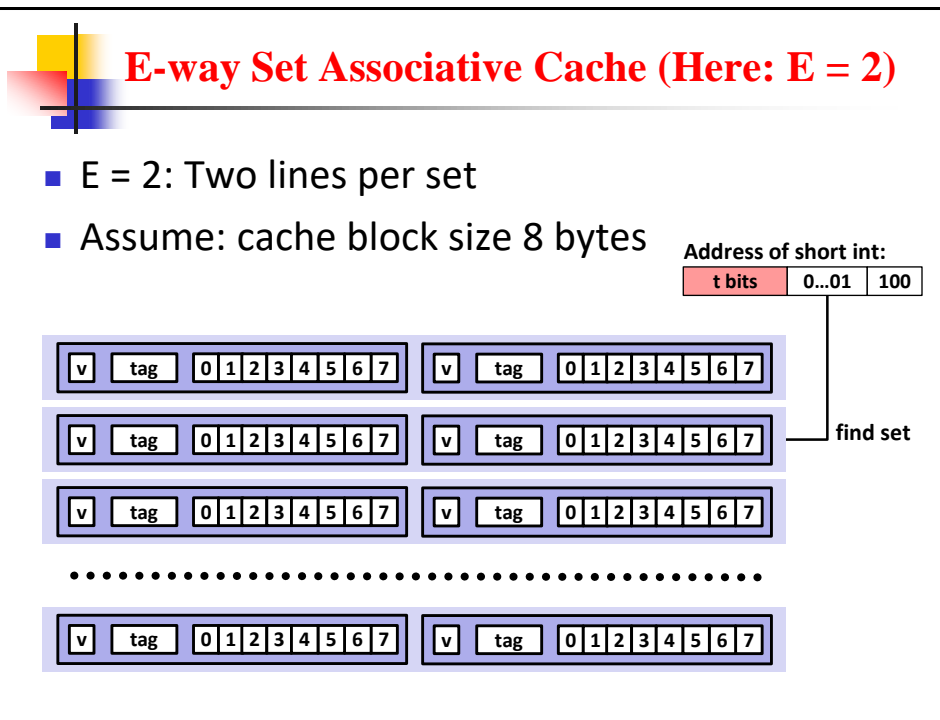 E-way Set Associative Cache (Here: E = 2)
E = 2: Two lines per set
Assume: cache block size 8 bytes
Address of short int:
t bits 0...01 100
v tag 0 1 2 3 4 5 6 7 v tag 0 1 2 3 4 5 6 7
v tag 0 1 2 3 4 5 6 7 v tag 0 1 2 3 4 5 6 7
find set
v tag 0 1 2 3 4 5 6 7 v tag 0 1 2 3 4 5 6 7
v tag 0 1 2 3 4 5 6 7 v tag 0 1 2 3 4 5 6 7